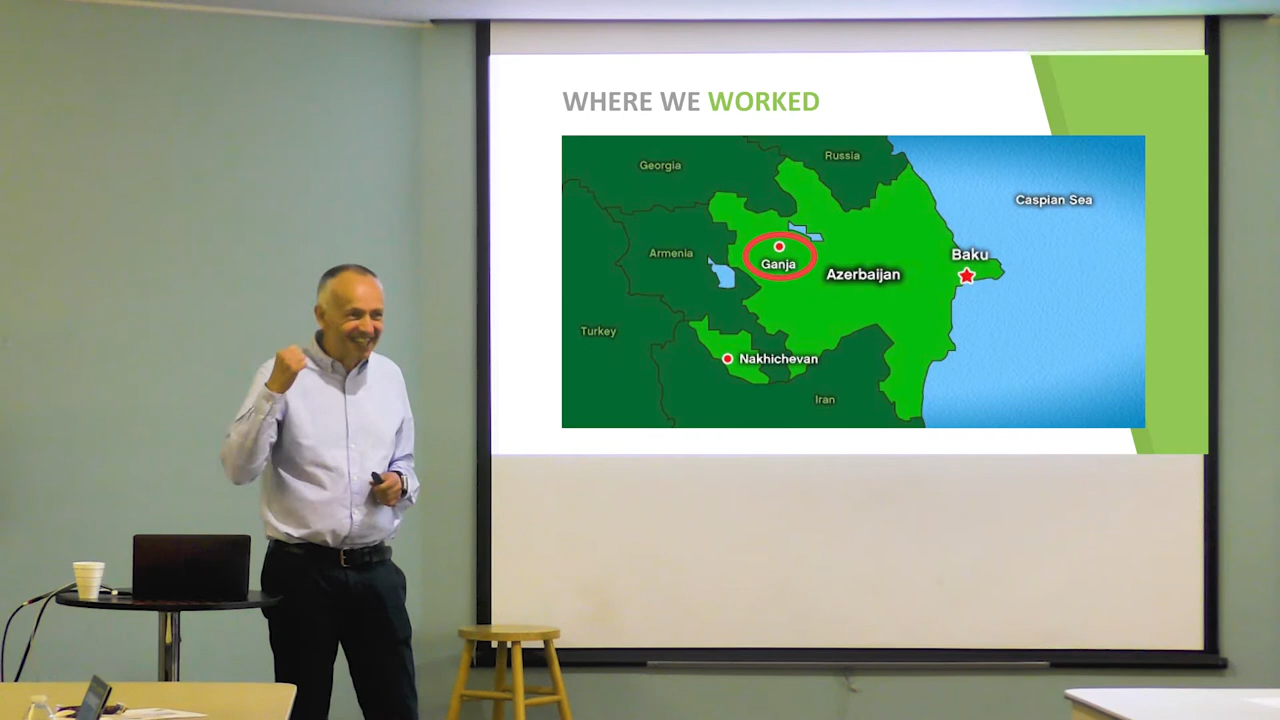 WHERE WE WORKED
Russia
Georgia
Caspian Sea
Armenia
Baku
Ganja
Azerbaijan
Turkey
Nakhichevan
Iran